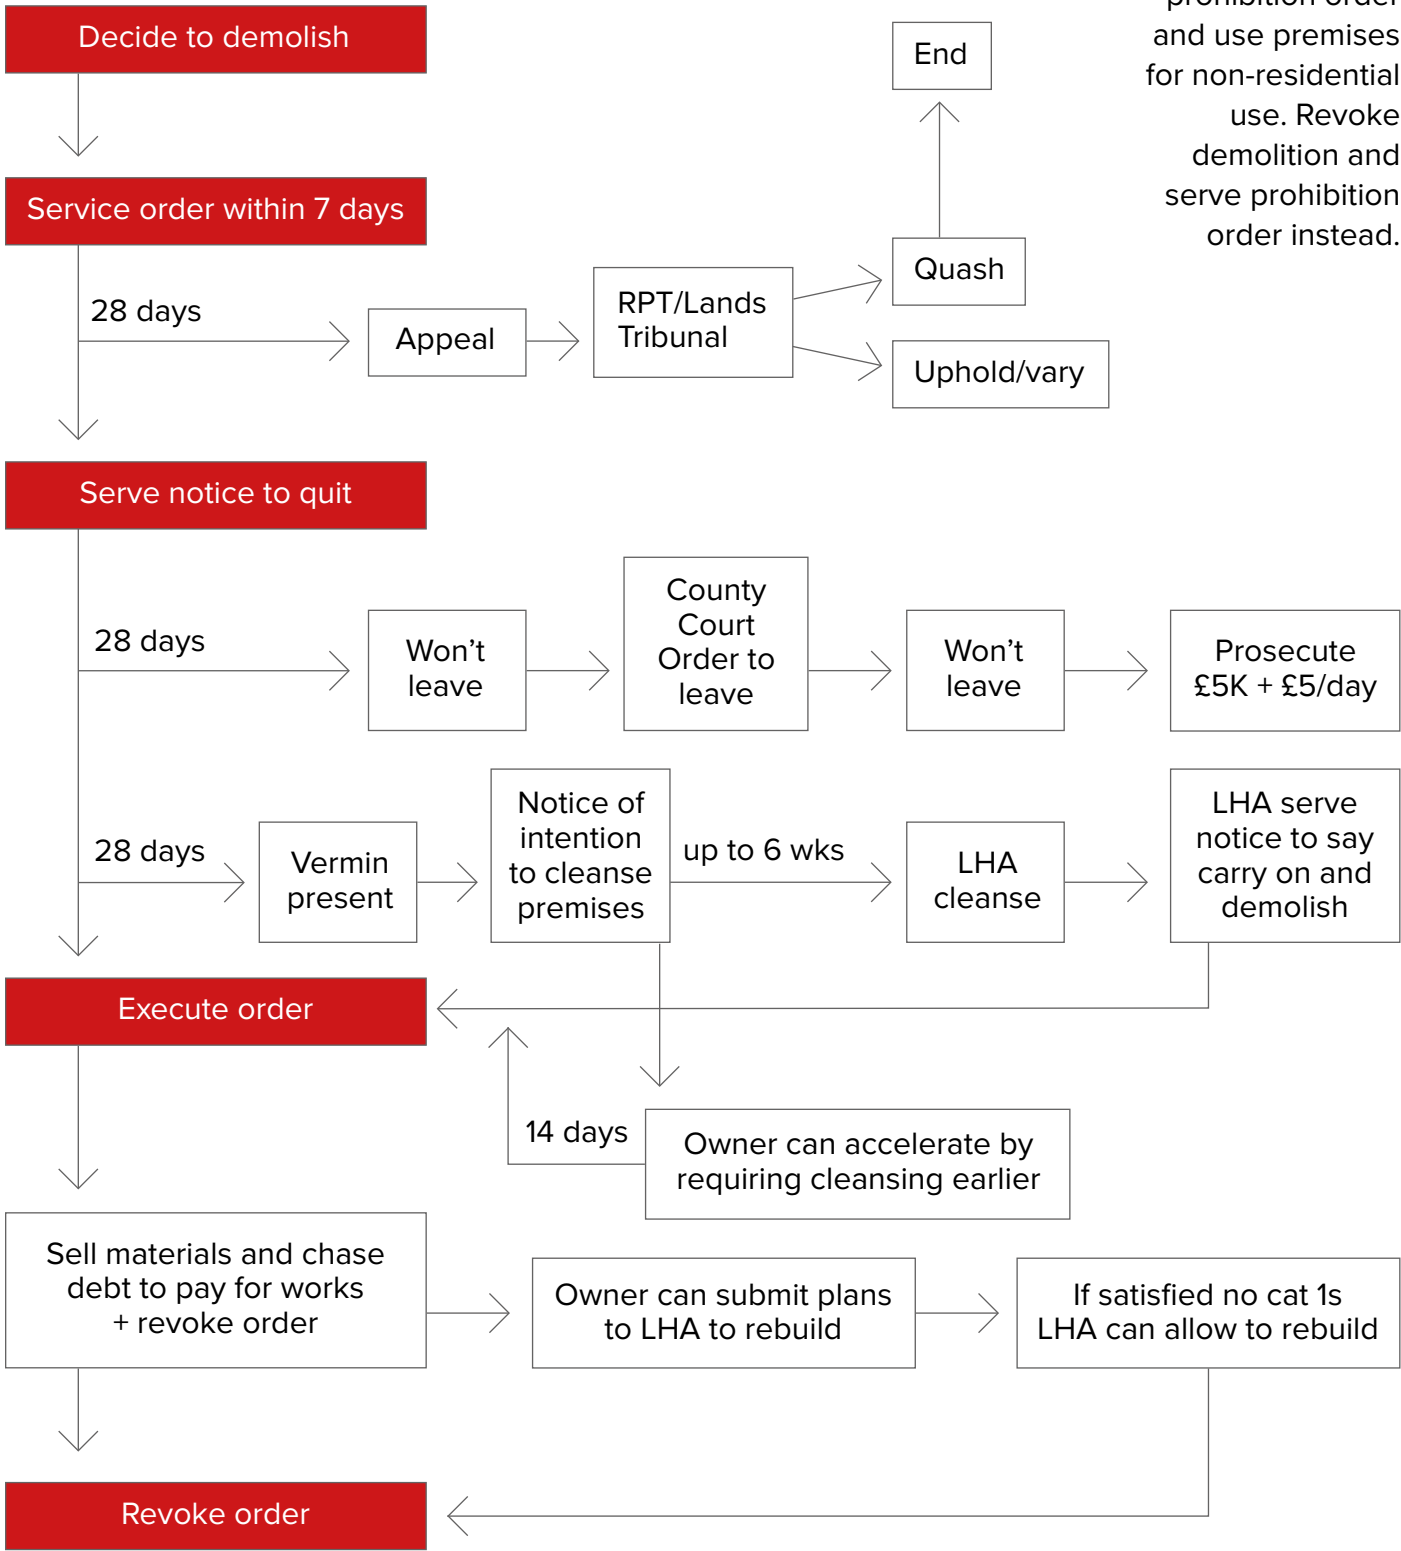 prohibition order
and use premises
for non-residential
use. Revoke
demolition and
serve prohibition
order instead.
Decide to demolish
End
Service order within 7 days
28 days
Appeal
RPT/Lands
Tribunal
Quash
Uphold/vary
Serve notice to quit
28 days
Won’t
leave
County
Court
Order to
leave
Won’t
leave
Prosecute
£5K + £5/day
28 days
Vermin
present
Notice of
intention
to cleanse
premises
up to 6 wks
LHA
cleanse
LHA serve
notice to say
carry on and
demolish
Execute order
14 days
Owner can accelerate by
requiring cleansing earlier
Sell materials and chase
debt to pay for works
+ revoke order
Owner can submit plans
to LHA to rebuild
If satisfied no cat 1s
LHA can allow to rebuild
Revoke order